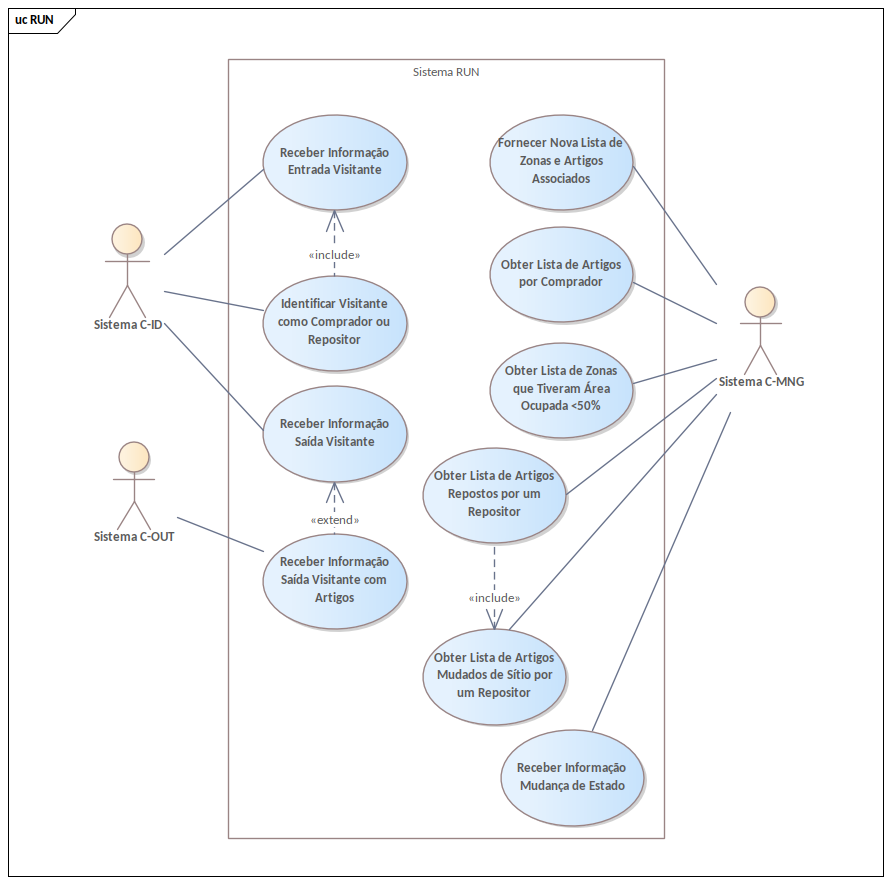 uc RUN
Sistema RUN
Receber Informação
Entrada Visitante
Fornecer Nova Lista de
Zonas e Artigos
Associados
«include»
Obter Lista de Artigos
por Comprador
Identificar Visitante
como Comprador ou
Repositor
Sistema C-ID
Sistema C-MNG
Obter Lista de Zonas
que Tiveram Área
Ocupada <50%
Receber Informação
Saída Visitante
Obter Lista de Artigos
Repostos por um
Repositor
«extend»
Sistema C-OUT
Receber Informação
Saída Visitante com
Artigos
«include»
Obter Lista de Artigos
Mudados de Sítio por
um Repositor
Receber Informação
Mudança de Estado